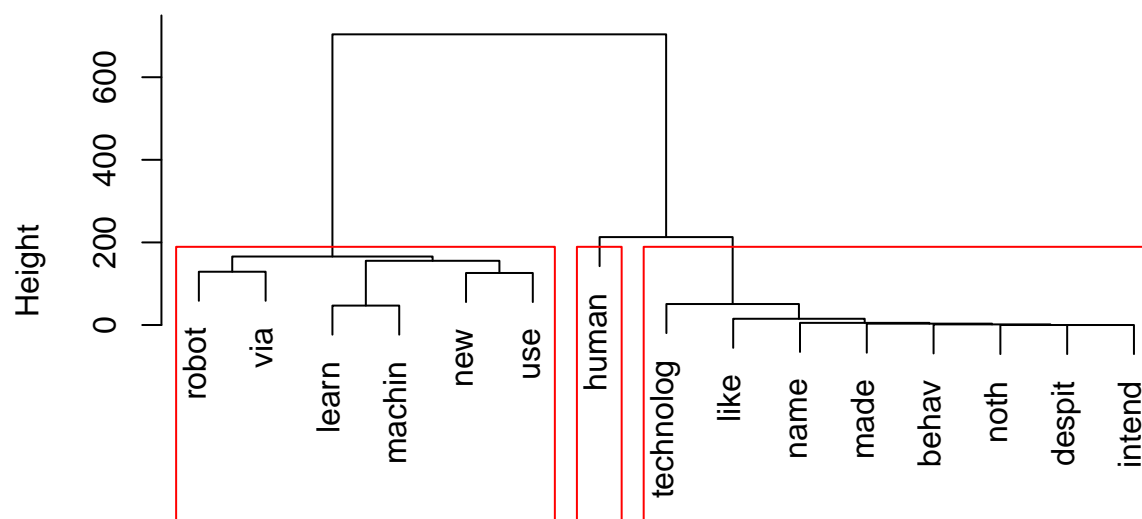 Height
0
200
400
600
robot
via
learn
machin
new
use
human
technolog
like
name
made
behav
noth
despit
intend